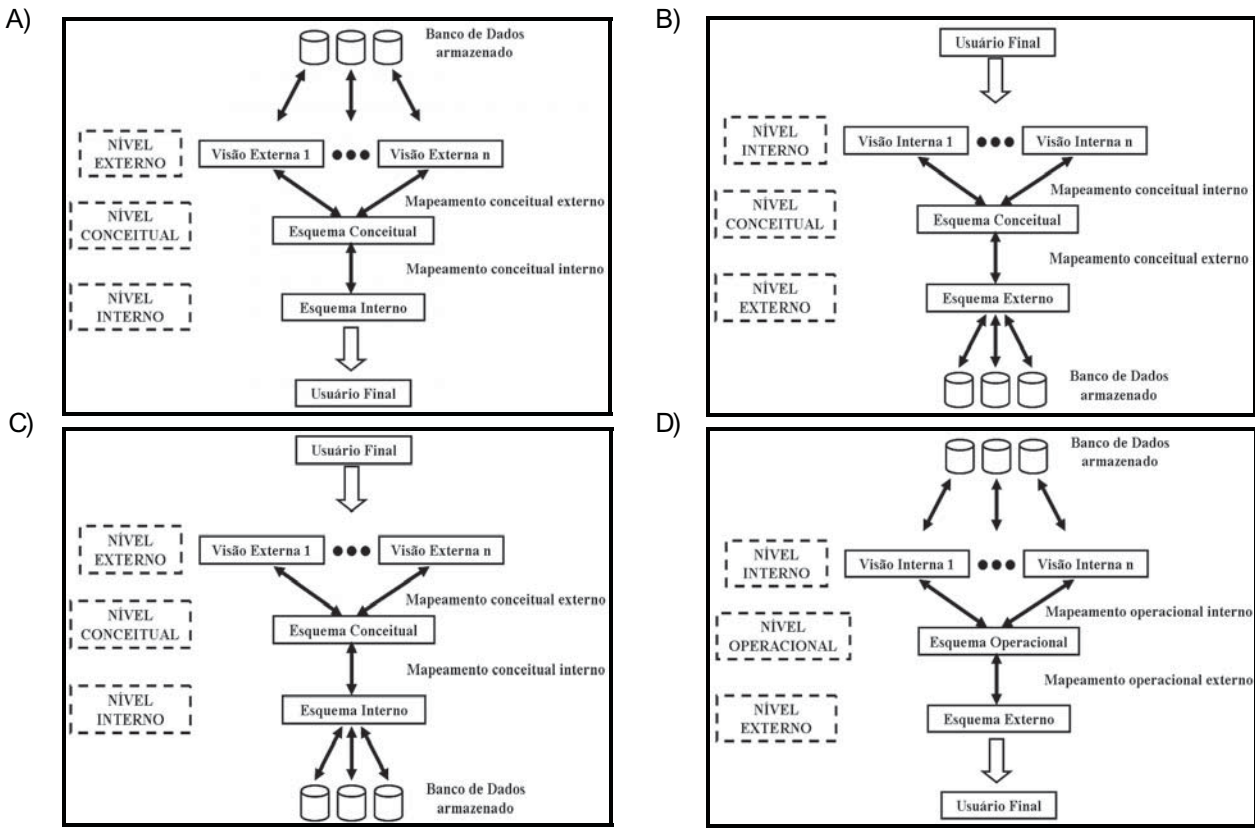 A)
Banco de Dados
armazenado
NÍVEL
EXTERNO
Visão Externa 1
Visão Externa n
Mapeamento conceitual externo
NÍVEL
CONCEITUAL
Esquema Conceitual
Mapeamento conceitual interno
NÍVEL
INTERNO
Esquema Interno
Usuário Final
B)
Usuário Final
NÍVEL
INTERNO
Visão Interna 1
Visão Interna n
Mapeamento conceitual interno
NÍVEL
CONCEITUAL
Esquema Conceitual
Mapeamento conceitual externo
NÍVEL
EXTERNO
Esquema Externo
Banco de Dados
armazenado
C)
Usuário Final
NÍVEL
EXTERNO
Visão Externa 1
Visão Externa n
Mapeamento conceitual externo
NÍVEL
CONCEITUAL
Esquema Conceitual
Mapeamento conceitual interno
NÍVEL
INTERNO
Esquema Interno
Banco de Dados
armazenado
D)
Banco de Dados
armazenado
NÍVEL
INTERNO
Visão Interna 1
Visão Interna n
Mapeamento operacional interno
NÍVEL
OPERACIONAL
Esquema Operacional
Mapeamento operacional externo
NÍVEL
EXTERNO
Esquema Externo
Usuário Final